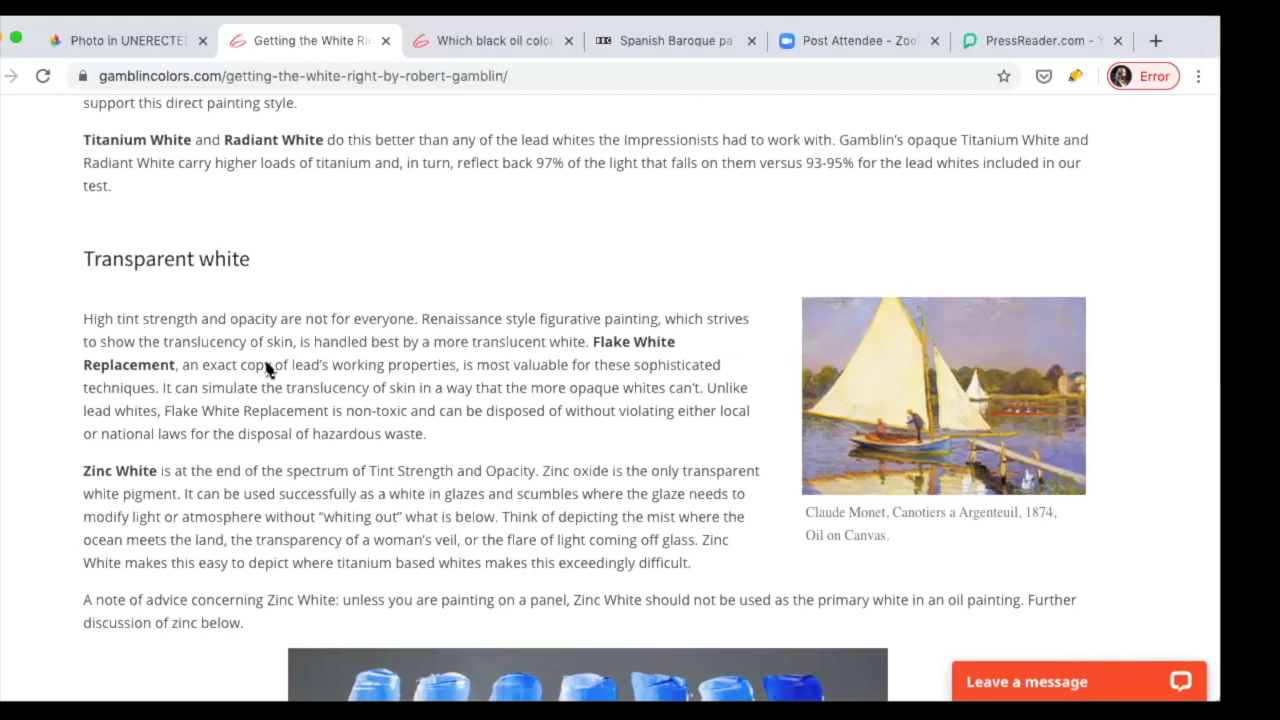 Photo in UNERECTED
Getting the White Ri
Which black oil colo
BBC Spanish Baroque pa
Post Attendee - Zoo
PressReader.com - Y
gamblincolors.com/getting-the-white-right-by-robert-gamblin/
Error
support this direct painting style.
Titanium White and Radiant White do this better than any of the lead whites the Impressionists had to work with. Gamblin's opaque Titanium White and
Radiant White carry higher loads of titanium and, in turn, reflect back 97% of the light that falls on them versus 93-95% for the lead whites included in our
test.
Transparent white
High tint strength and opacity are not for everyone. Renaissance style figurative painting, which strives
to show the translucency of skin, is handled best by a more translucent white. Flake White
Replacement, an exact copy of lead's working properties, is most valuable for these sophisticated
techniques. It can simulate the translucency of skin in a way that the more opaque whites can't. Unlike
lead whites, Flake White Replacement is non-toxic and can be disposed of without violating either local
or national laws for the disposal of hazardous waste.
Zinc White is at the end of the spectrum of Tint Strength and Opacity. Zinc oxide is the only transparent
white pigment. It can be used successfully as a white in glazes and scumbles where the glaze needs to
modify light or atmosphere without “whiting out” what is below. Think of depicting the mist where the
ocean meets the land, the transparency of a woman's veil, or the flare of light coming off glass. Zinc
White makes this easy to depict where titanium based whites makes this exceedingly difficult.
Claude Monet, Canotiers a Argenteuil, 1874,
Oil on Canvas.
A note of advice concerning Zinc White: unless you are painting on a panel, Zinc White should not be used as the primary white in an oil painting. Further
discussion of zinc below.
Leave a message